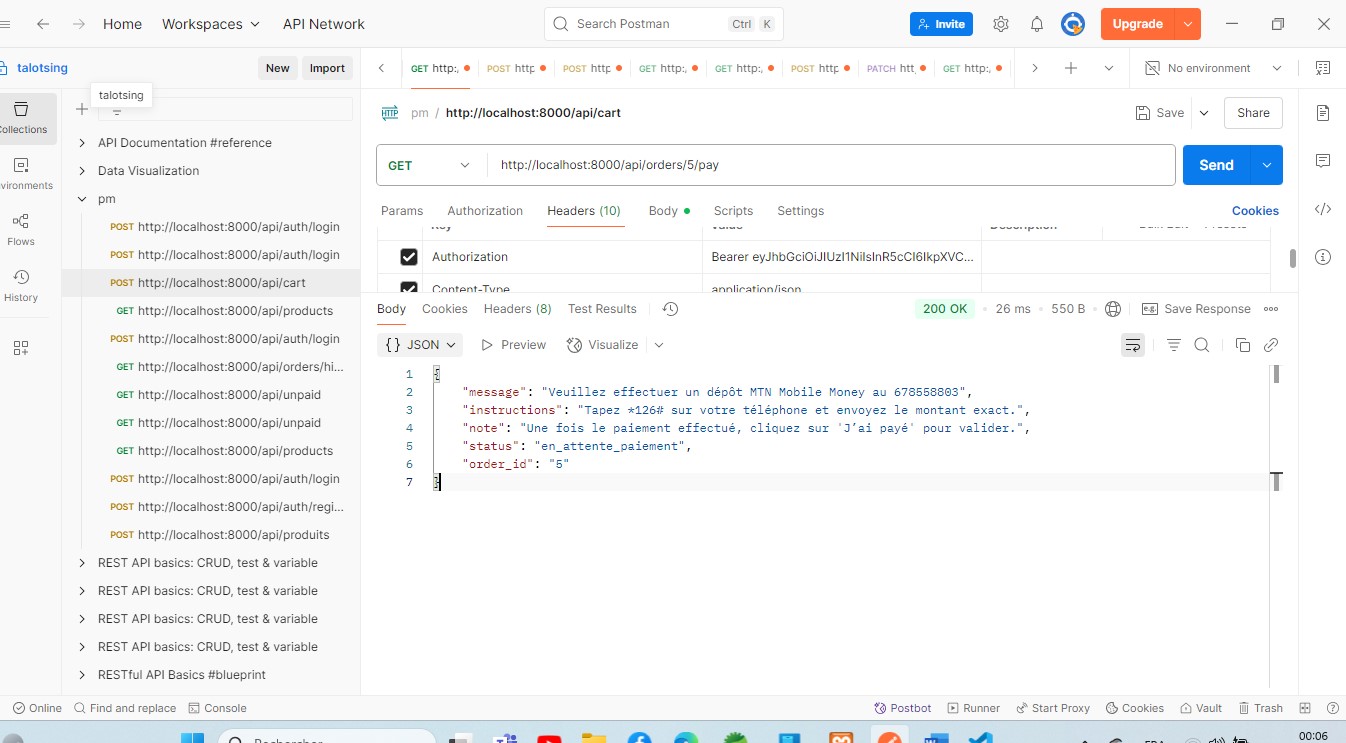 Home Workspaces API Network Search Postman Ctrl K Invite Upgrade
talotsing New Import GET http:, POST http POST http GET http:, GET http:, POST http PATCH htt, GET http:, No environment
talotsing
Collections
pm / http://localhost:8000/api/cart Save Share
API Documentation #reference
Data Visualization
GET http://localhost:8000/api/orders/5/pay Send
vironments
pm
Params Authorization Headers (10) Body Scripts Settings Cookies
POST http://localhost:8000/api/auth/login
Flows
POST http://localhost:8000/api/auth/login
Authorization Bearer eyJhbGciOiJIUzI1NiIsInR5cCI6IkpXVC...
POST http://localhost:8000/api/cart
Content-Type application/json
History
GET http://localhost:8000/api/products
Body Cookies Headers (8) Test Results 200 OK 26 ms 550 B Save Response
POST http://localhost:8000/api/auth/login
{} JSON Preview Visualize
GET http://localhost:8000/api/orders/hi...
GET http://localhost:8000/api/unpaid
GET http://localhost:8000/api/unpaid
GET http://localhost:8000/api/products
POST http://localhost:8000/api/auth/login
POST http://localhost:8000/api/auth/regi...
POST http://localhost:8000/api/produits
REST API basics: CRUD, test & variable
REST API basics: CRUD, test & variable
REST API basics: CRUD, test & variable
REST API basics: CRUD, test & variable
RESTful API Basics #blueprint
1 {
2 "message": "Veuillez effectuer un dépôt MTN Mobile Money au 678558803",
3 "instructions": "Tapez *126# sur votre téléphone et envoyez le montant exact.",
4 "note": "Une fois le paiement effectué, cliquez sur 'J’ai payé' pour valider.",
5 "status": "en_attente_paiement",
6 "order_id": "5"
7 }
Online Find and replace Console Postbot Runner Start Proxy Cookies Vault Trash
Rechercher FRA 00:06